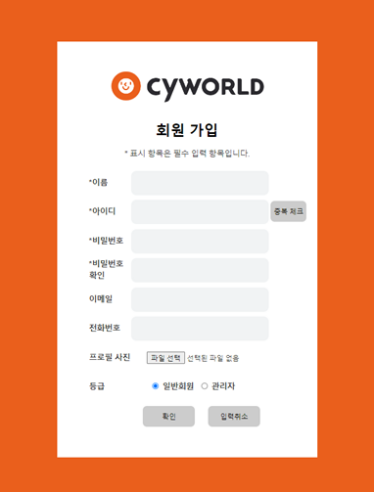 CYWORLD
회원 가입
* 표시 항목은 필수 입력 항목입니다.
*이름
*아이디 중복 체크
*비밀번호
*비밀번호
확인
이메일
전화번호
프로필 사진 파일 선택 선택된 파일 없음
등급 일반회원 관리자
확인 입력취소